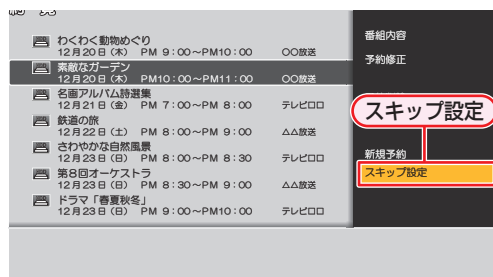 わくわく動物めぐり
12月20日(木) PM 9:00～PM10:00 ○○放送
素敵なガーデン
12月20日(木) PM10:00～PM11:00 ○○放送
名画アルバム詩選集
12月21日(金) PM 7:00～PM 8:00 テレビロロ
鉄道の旅
12月22日(土) PM 8:00～PM 9:00 △△放送
さわやかな自然風景
12月23日(日) PM 8:00～PM 8:30 テレビロロ
第8回オーケストラ
12月23日(日) PM 8:30～PM 9:00 △△放送
ドラマ「春夏秋冬」
12月23日(日) PM 9:00～PM10:00 テレビロロ
番組内容
予約修正
スキップ設定
新規予約
スキップ設定